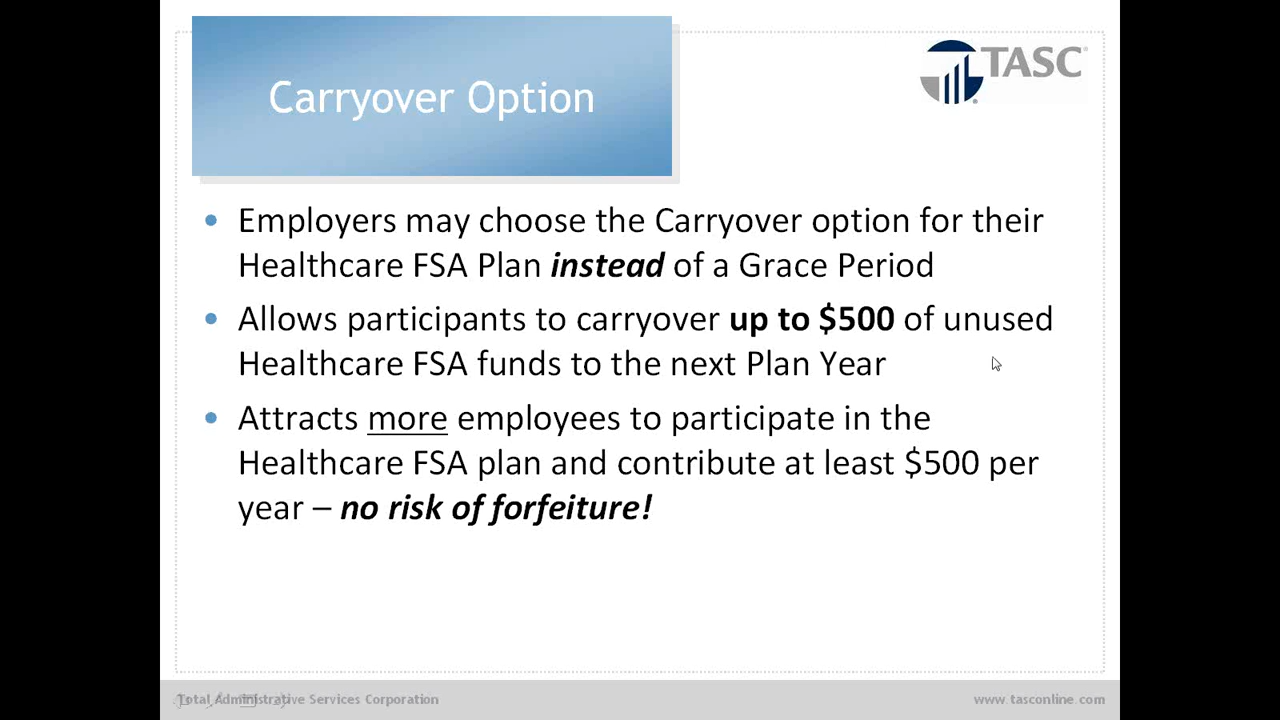 Carryover Option
TASC
• Employers may choose the Carryover option for their
Healthcare FSA Plan instead of a Grace Period
• Allows participants to carryover up to $500 of unused
Healthcare FSA funds to the next Plan Year
• Attracts more employees to participate in the
Healthcare FSA plan and contribute at least $500 per
year – no risk of forfeiture!
Total Administrative Services Corporation
www.tasconline.com